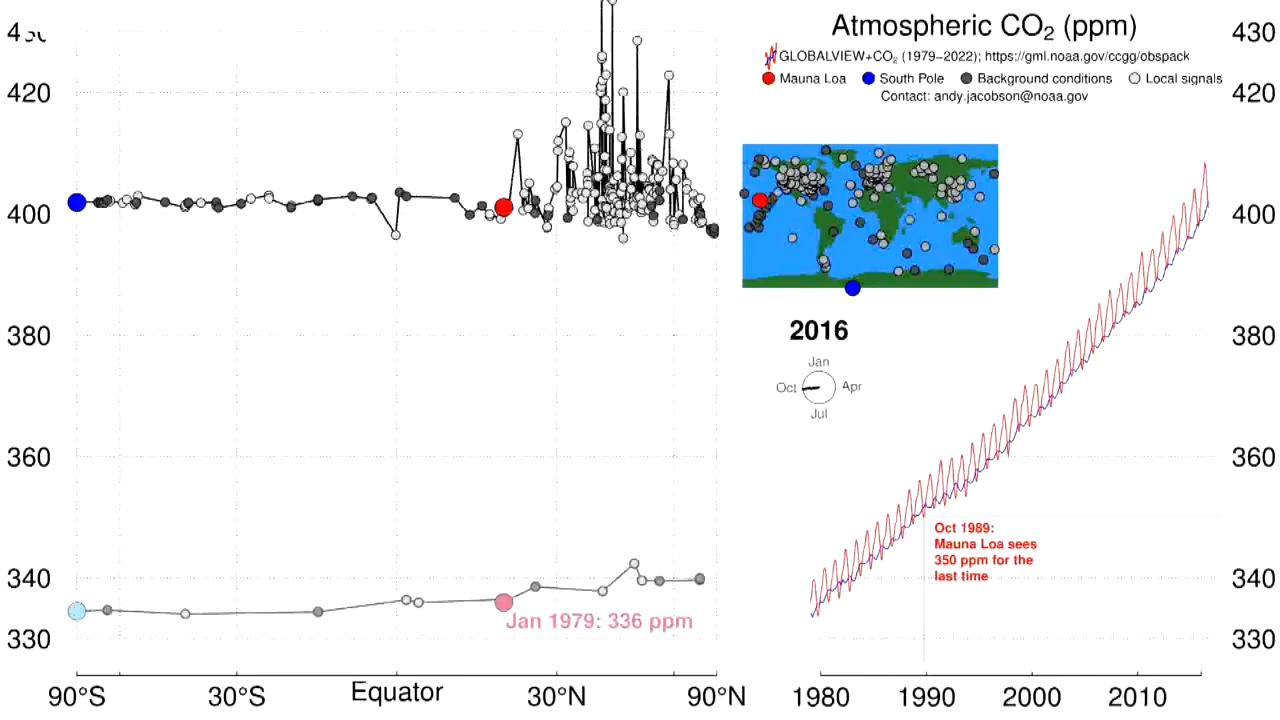 Atmospheric CO₂ (ppm)
GLOBALVIEW+CO₂ (1979−2022); https://gml.noaa.gov/ccgg/obspack
Mauna Loa South Pole Background conditions Local signals
Contact: andy.jacobson@noaa.gov
430
420 420
400 400
380 380
360 360
340 340
330 330
2016
Jan
Oct Apr
Jul
Oct 1989:
Mauna Loa sees
350 ppm for the
last time
Jan 1979: 336 ppm
90°S 30°S Equator 30°N 90°N
1980 1990 2000 2010